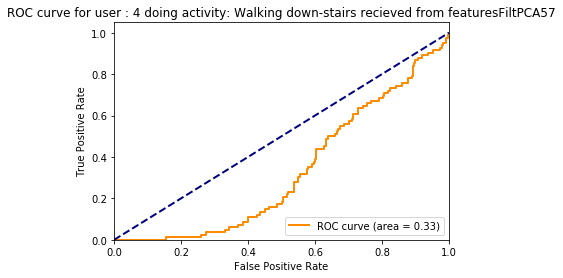 ROC curve for user : 4 doing activity: Walking down-stairs recieved from featuresFiltPCA57
1.0
0.8
0.6
0.4
0.2
0.0
True Positive Rate
ROC curve (area = 0.33)
0.0 0.2 0.4 0.6 0.8 1.0
False Positive Rate